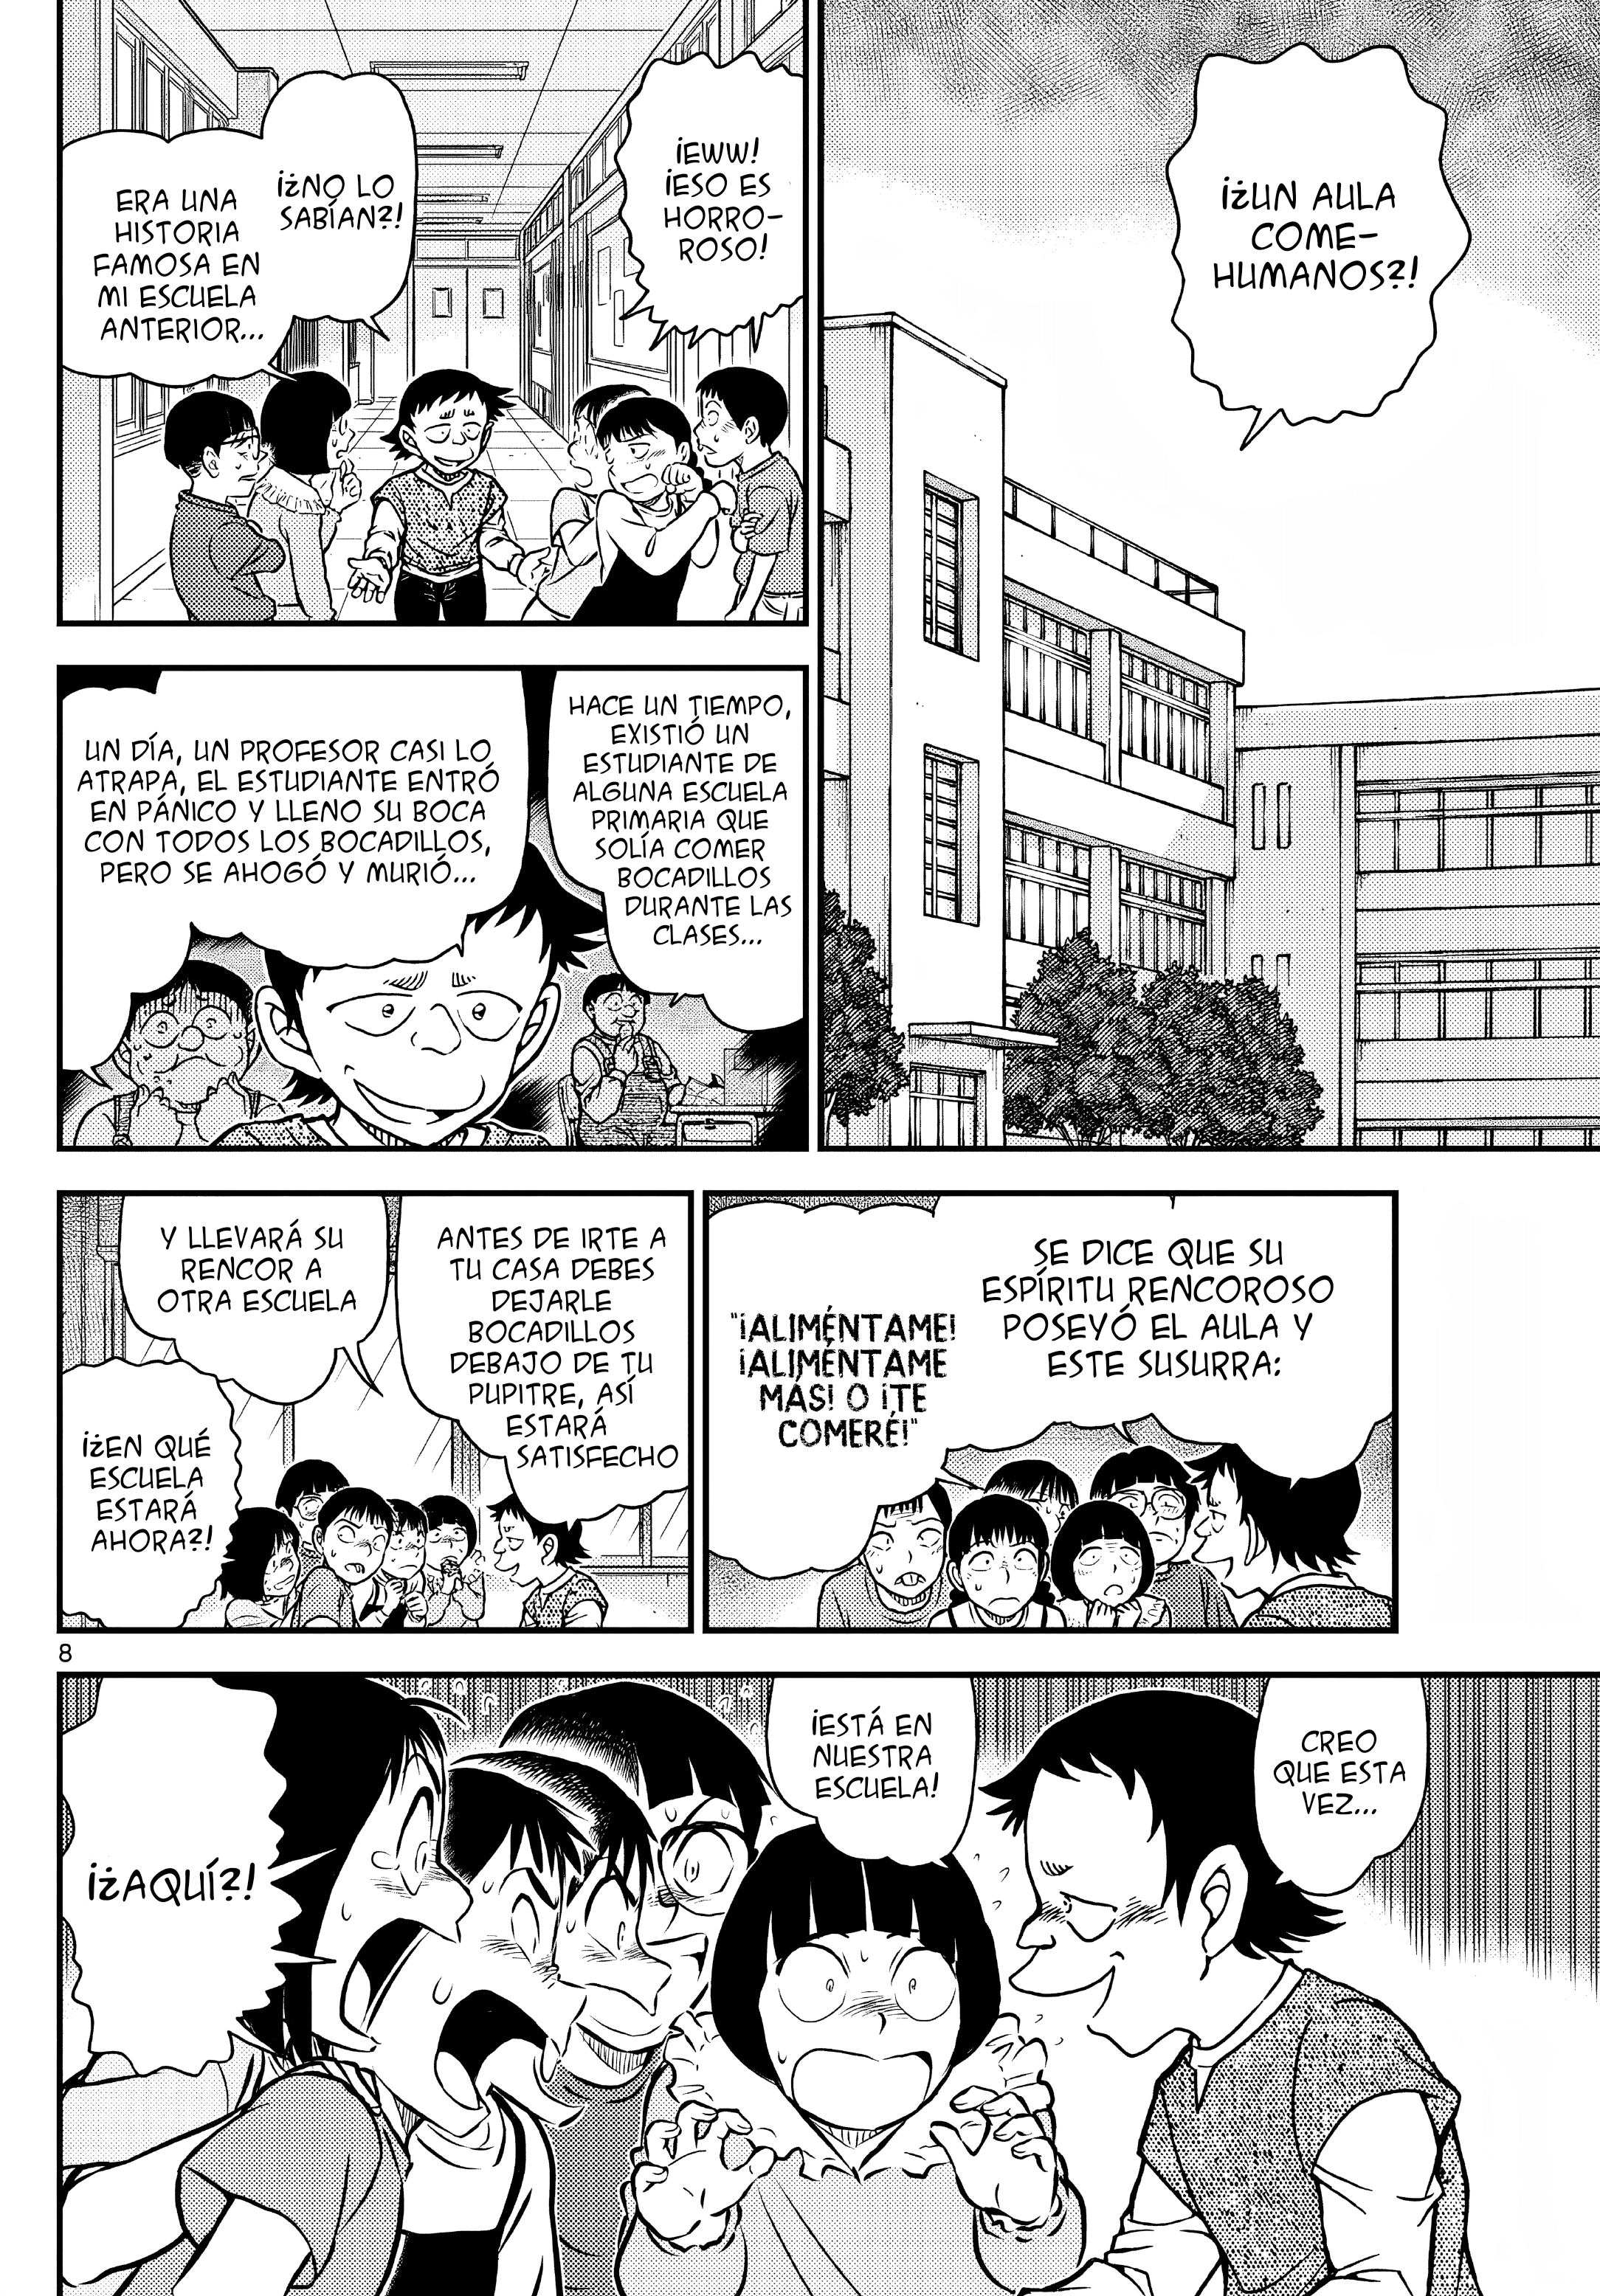 ¡¿UN AULA
COME-
HUMANOS?!
¡EWW!
¡ESO ES
HORRO-
ROSO!
¡¿NO LO
SABÍAN?!
ERA UNA
HISTORIA
FAMOSA EN
MI ESCUELA
ANTERIOR...
HACE UN TIEMPO,
EXISTIÓ UN
ESTUDIANTE DE
ALGUNA ESCUELA
PRIMARIA QUE
SOLÍA COMER
BOCADILLOS
DURANTE LAS
CLASES...
UN DÍA, UN PROFESOR CASI LO
ATRAPA, EL ESTUDIANTE ENTRÓ
EN PÁNICO Y LLENO SU BOCA
CON TODOS LOS BOCADILLOS,
PERO SE AHOGÓ Y MURIÓ...
SE DICE QUE SU
ESPÍRITU RENCOROSO
POSEYÓ EL AULA Y
ESTE SUSURRA:
"¡ALIMÉNTAME!
¡ALIMÉNTAME
MÁS! O ¡TE
COMERÉ!"
ANTES DE IRTE A
TU CASA DEBES
DEJARLE
BOCADILLOS
DEBAJO DE TU
PUPITRE, ASÍ
ESTARÁ
SATISFECHO
Y LLEVARÁ SU
RENCOR A
OTRA ESCUELA
¡¿EN QUÉ
ESCUELA
ESTARÁ
AHORA?!
8
CREO
QUE ESTA
VEZ...
¡ESTÁ EN
NUESTRA
ESCUELA!
¡¿AQUÍ?!